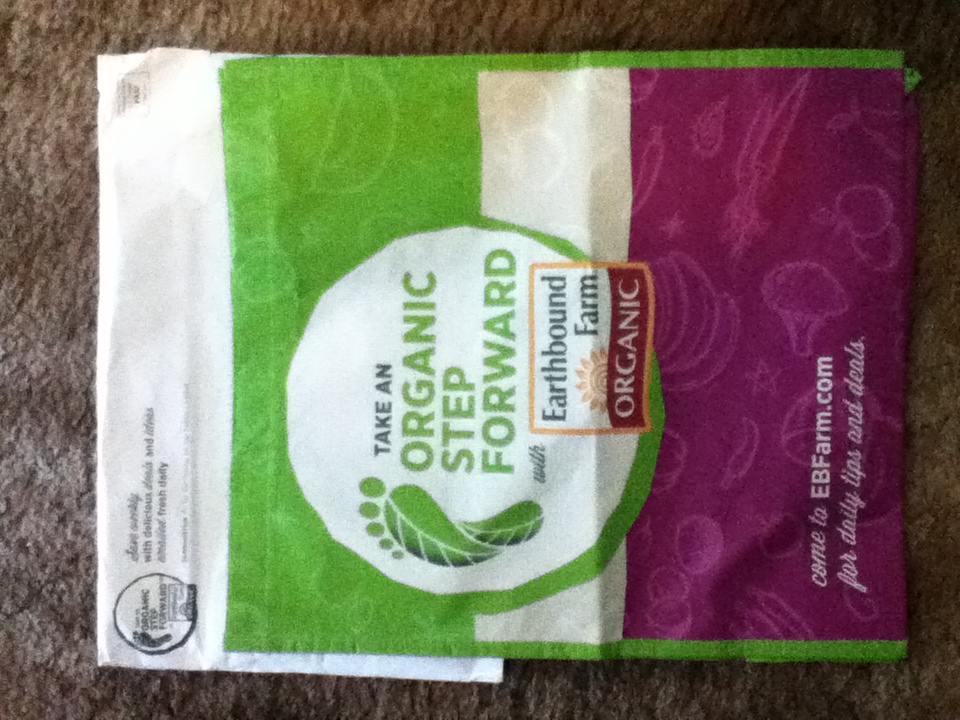 TAKE AN
ORGANIC
STEP
FORWARD
with
Earthbound
Farm
ORGANIC
come to EBFarm.com
for daily tips and deals.
with delicious deals and ideas
emailed fresh daily
ORGANIC
STEP
FORWARD